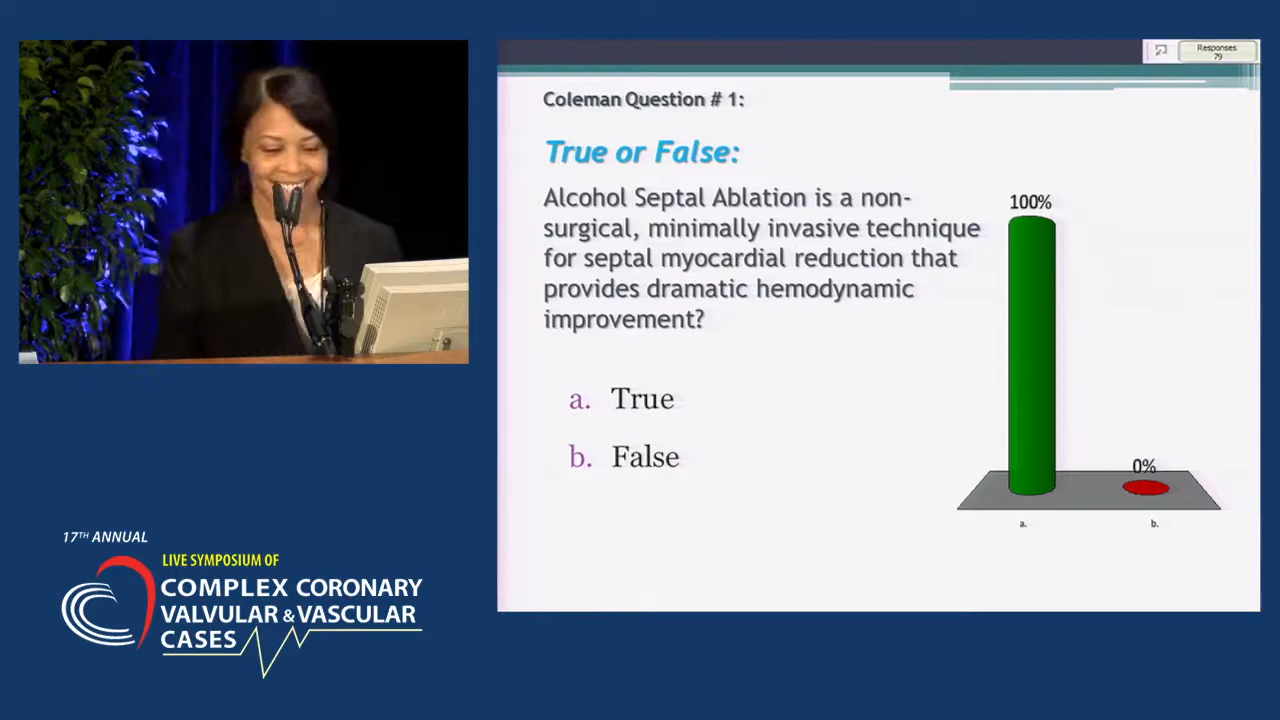 Responses
79
Coleman Question # 1:
True or False:
Alcohol Septal Ablation is a non-
surgical, minimally invasive technique
for septal myocardial reduction that
provides dramatic hemodynamic
improvement?
a. True
b. False
100%
0%
a.
b.
17TH ANNUAL
LIVE SYMPOSIUM OF
COMPLEX CORONARY
VALVULAR & VASCULAR
CASES